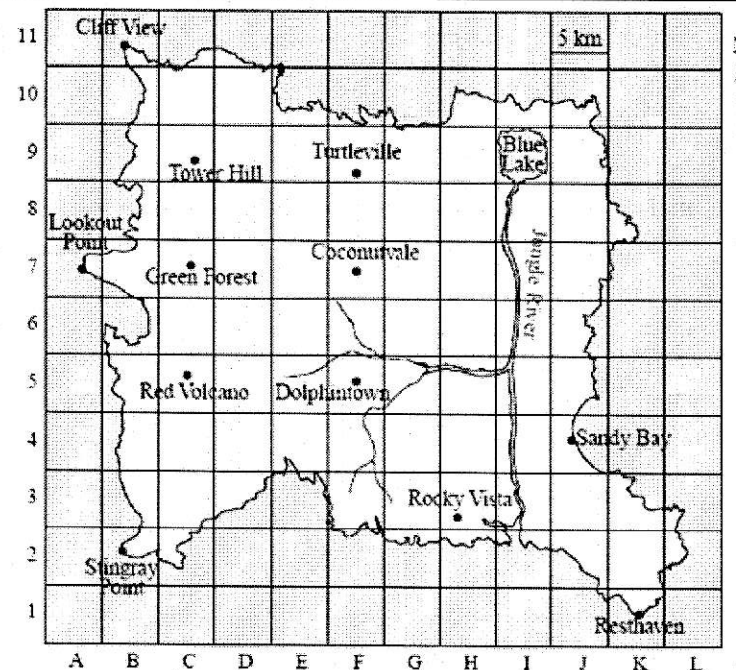 11
Cliff View
5 km
10
9
Tower Hill
Turtleville
Blue
Lake
8
Lookout
Point
7
Green Forest
Coconutvale
Jungle River
6
5
Red Volcano
Dolphintown
4
Sandy Bay
3
Rocky Vista
2
Stingray
Point
1
Resthaven
A B C D E F G H I J K L